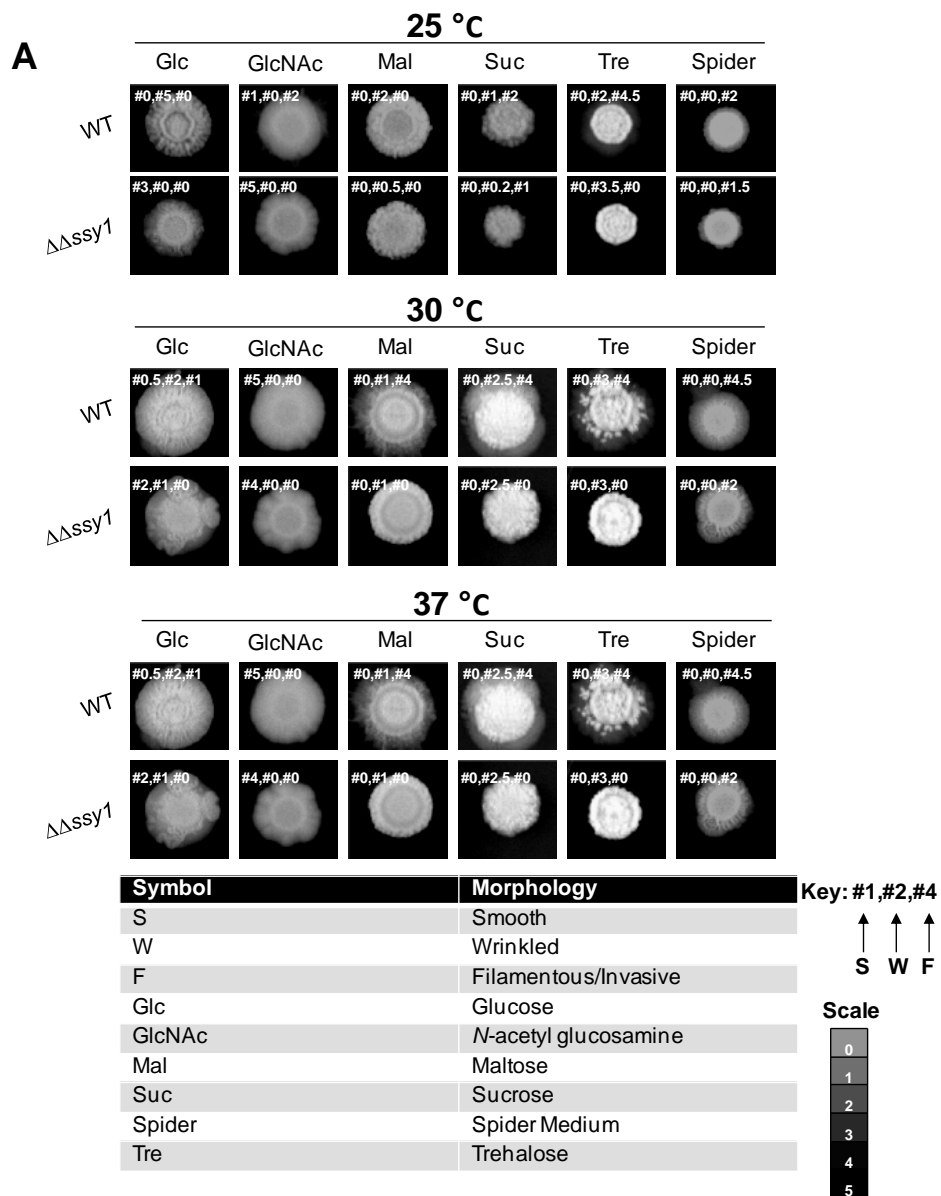 A
25 °C
Glc GlcNAc Mal Suc Tre Spider
WT
#0,#5,#0 #1,#0,#2 #0,#2,#0 #0,#1,#2 #0,#2,#4.5 #0,#0,#2
ΔΔssy1
#3,#0,#0 #5,#0,#0 #0,#0.5,#0 #0,#0.2,#1 #0,#3.5,#0 #0,#0,#1.5
30 °C
Glc GlcNAc Mal Suc Tre Spider
WT
#0.5,#2,#1 #5,#0,#0 #0,#1,#4 #0,#2.5,#4 #0,#3,#4 #0,#0,#4.5
ΔΔssy1
#2,#1,#0 #4,#0,#0 #0,#1,#0 #0,#2.5,#0 #0,#3,#0 #0,#0,#2
37 °C
Glc GlcNAc Mal Suc Tre Spider
WT
#0.5,#2,#1 #5,#0,#0 #0,#1,#4 #0,#2.5,#4 #0,#3,#4 #0,#0,#4.5
ΔΔssy1
#2,#1,#0 #4,#0,#0 #0,#1,#0 #0,#2.5,#0 #0,#3,#0 #0,#0,#2
Symbol Morphology
S Smooth
W Wrinkled
F Filamentous/Invasive
Glc Glucose
GlcNAc N-acetyl glucosamine
Mal Maltose
Suc Sucrose
Spider Spider Medium
Tre Trehalose
Key: #1,#2,#4
S W F
Scale
0
1
2
3
4
5